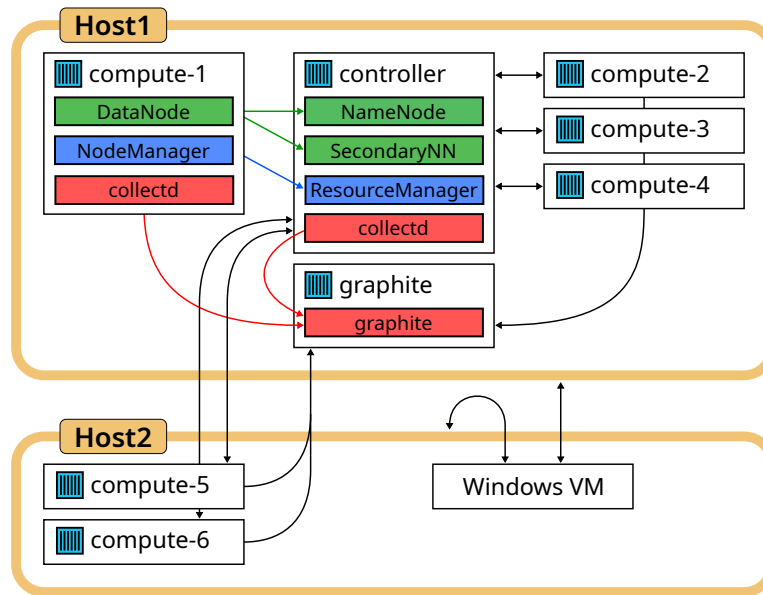 Host1
compute-1
DataNode
NodeManager
collectd
controller
NameNode
SecondaryNN
ResourceManager
collectd
graphite
graphite
compute-2
compute-3
compute-4
Host2
compute-5
compute-6
Windows VM